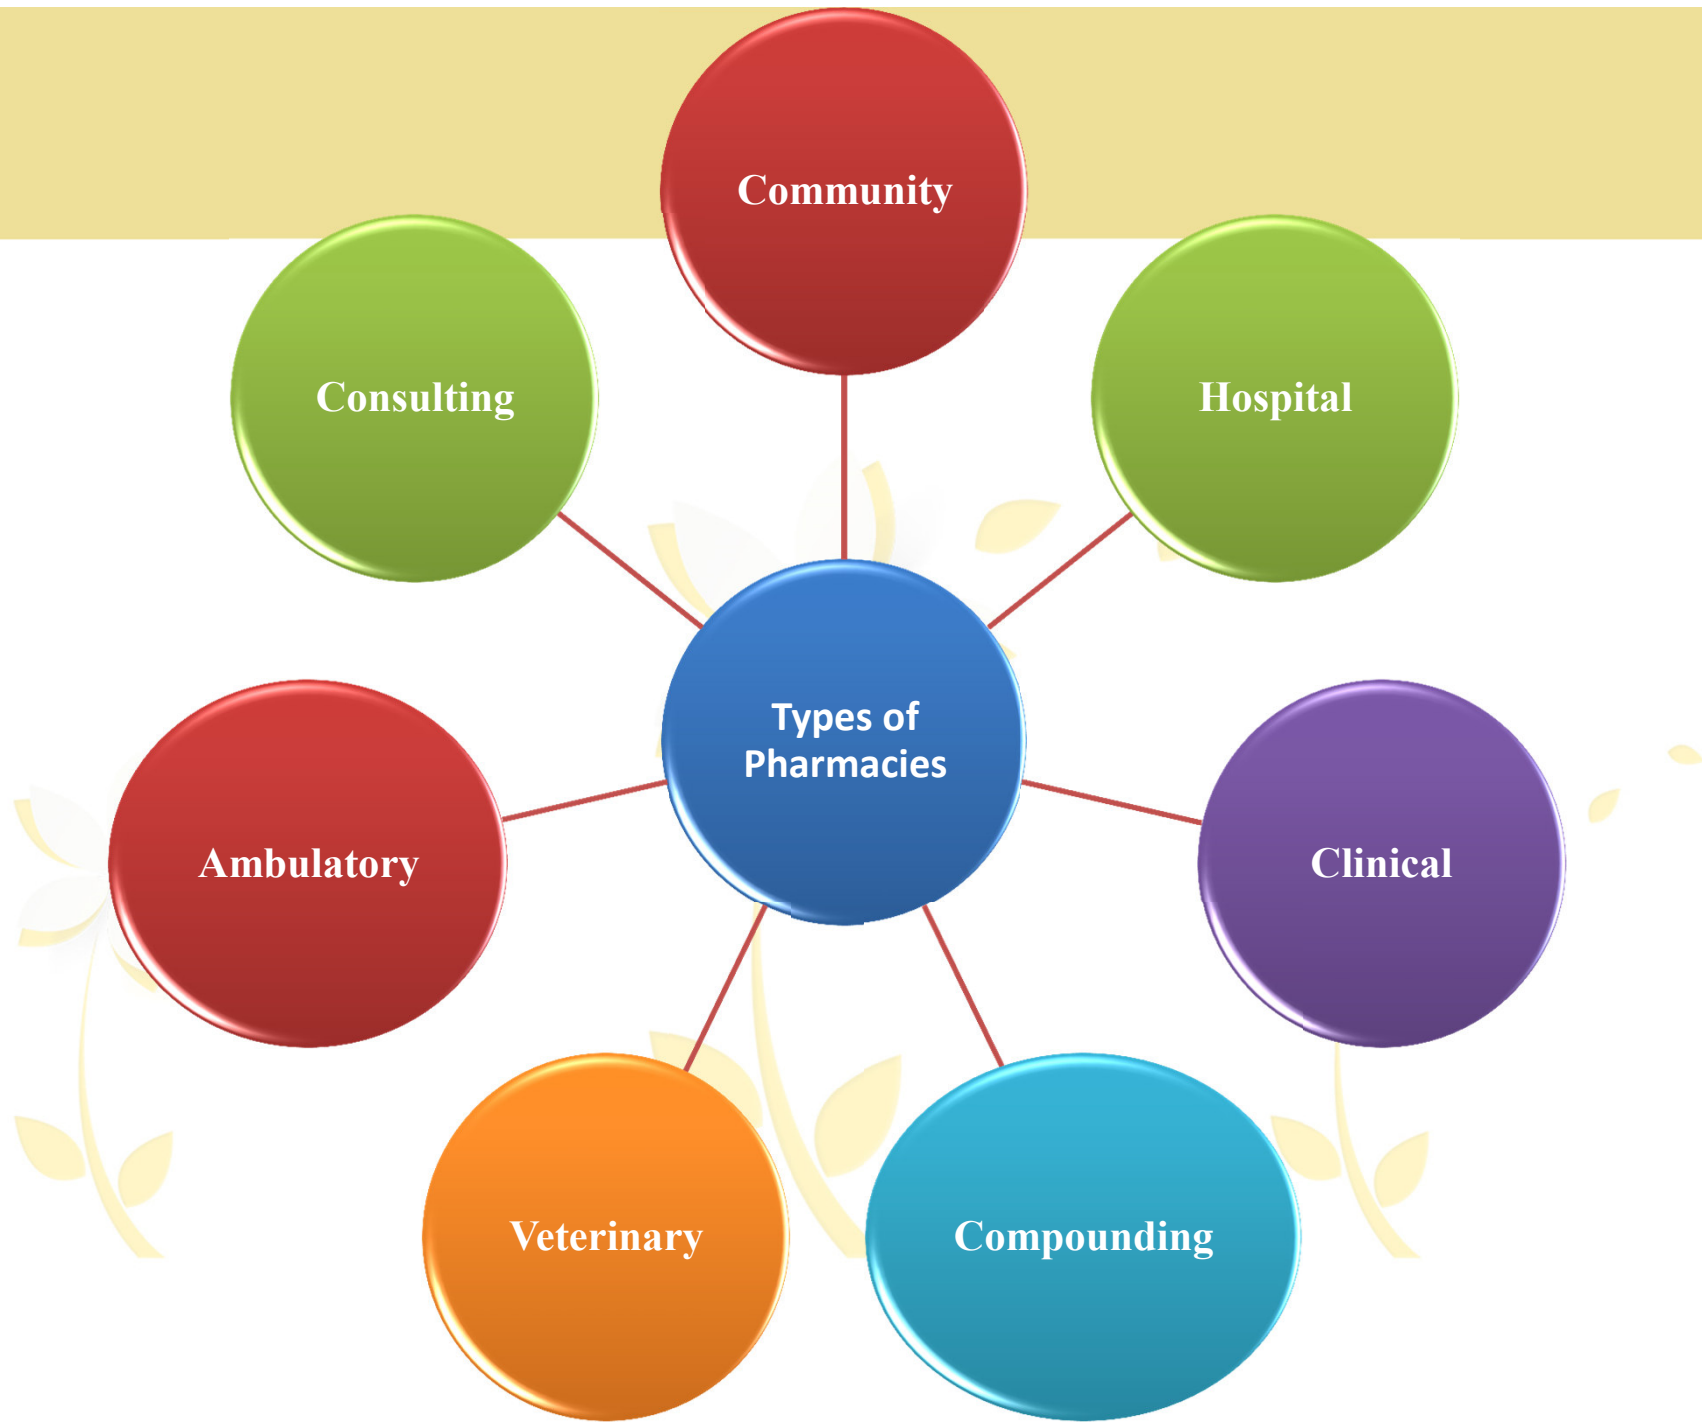 Community
Consulting
Hospital
Types of
Pharmacies
Ambulatory
Clinical
Veterinary
Compounding